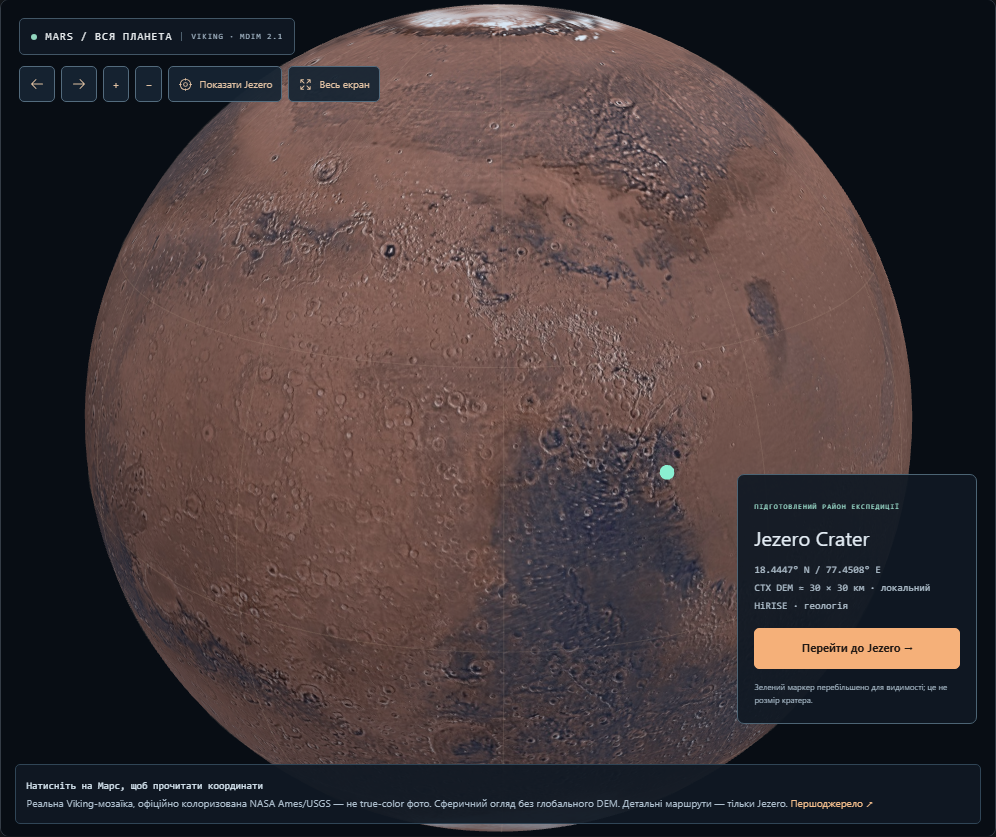 MARS / ВСЯ ПЛАНЕТА | VIKING · MDIM 2.1
← → + − Показати Jezero Весь екран
ПІДГОТОВЛЕНИЙ РАЙОН ЕКСПЕДИЦІЇ
Jezero Crater
18.4447° N / 77.4508° E
CTX DEM ≈ 30 × 30 км · локальний
HiRISE · геологія
Перейти до Jezero →
Зелений маркер перебільшено для видимості; це не
розмір кратера.
Натисніть на Марс, щоб прочитати координати
Реальна Viking-мозаїка, офіційно колоризована NASA Ames/USGS — не true-color фото. Сферичний огляд без глобального DEM. Детальні маршрути — тільки Jezero. Першоджерело ↗